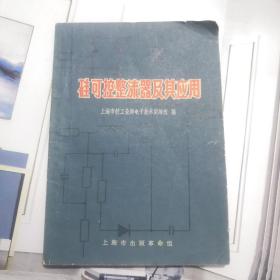 硅可控整流器及其应用
上海市轻工业局电子技术训练班 编
上海市出版革命组